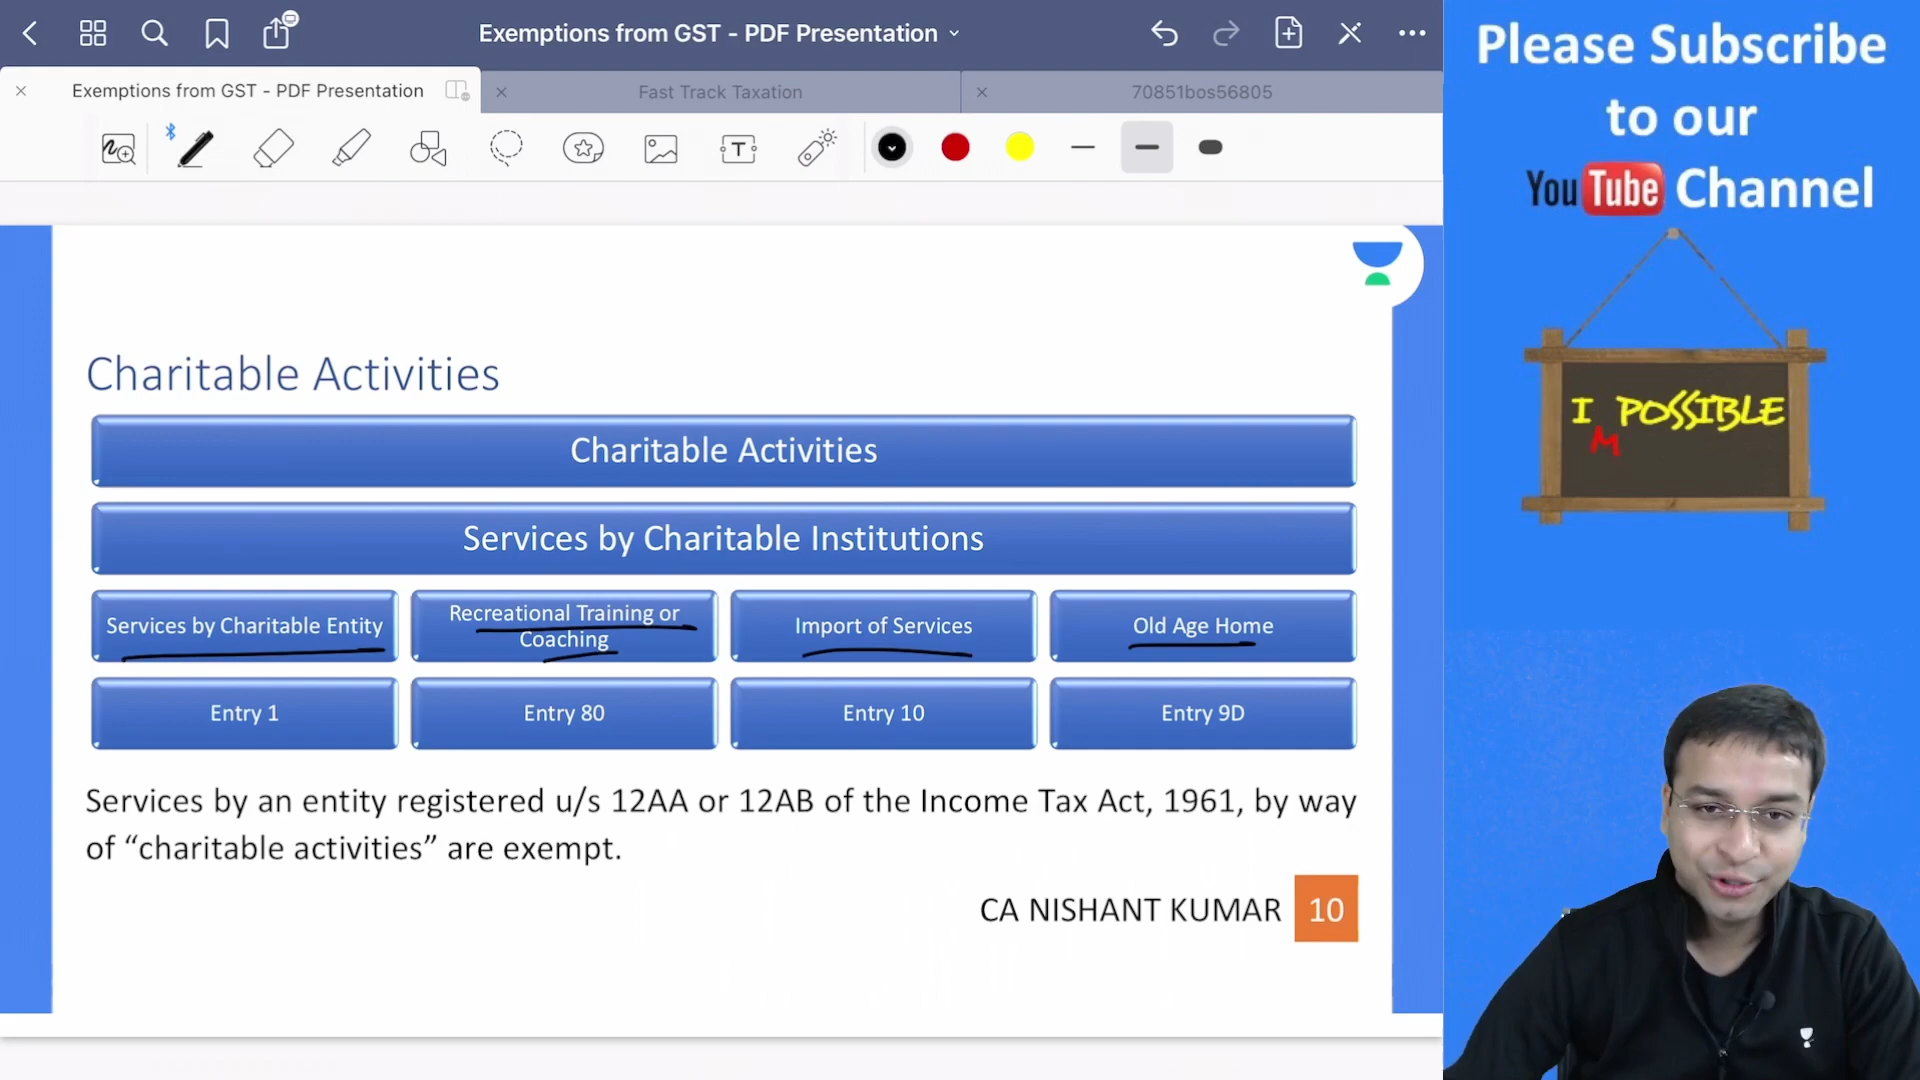 Exemptions from GST - PDF Presentation
Exemptions from GST - PDF Presentation
Fast Track Taxation
70851bos56805
T
Charitable Activities
Charitable Activities
Services by Charitable Institutions
Services by Charitable Entity
Recreational Training or
Coaching
Import of Services
Old Age Home
Entry 1
Entry 80
Entry 10
Entry 9D
Services by an entity registered u/s 12AA or 12AB of the Income Tax Act, 1961, by way
of “charitable activities” are exempt.
CA NISHANT KUMAR 10
Please Subscribe
to our
YouTube Channel
I POSSIBLE
M